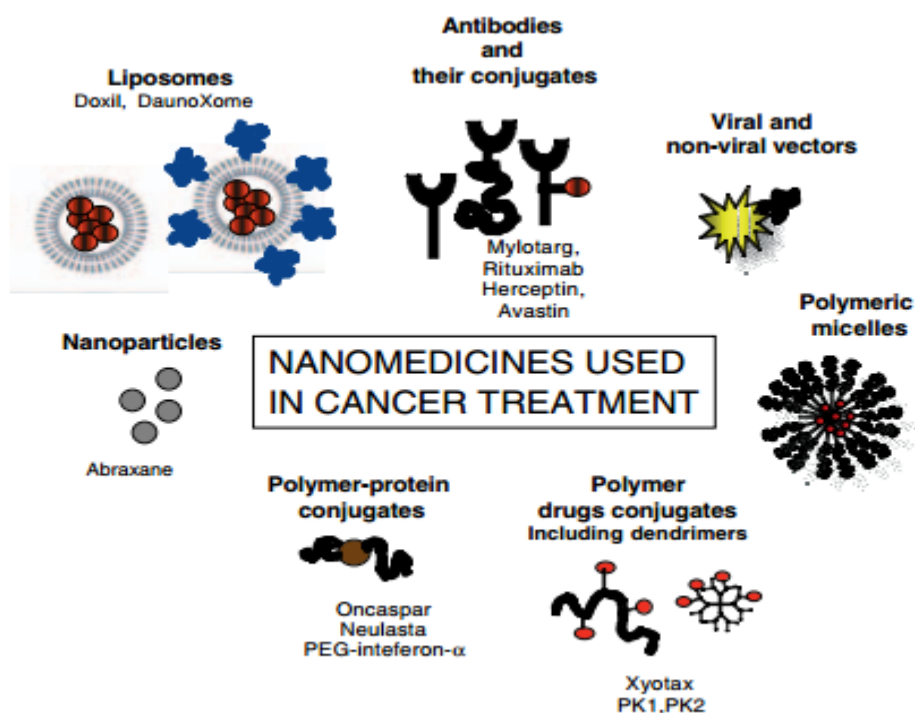 Antibodies
and
their conjugates
Liposomes
Doxil, DaunoXome
Viral and
non-viral vectors
Mylotarg,
Rituximab
Herceptin,
Avastin
Polymeric
micelles
Nanoparticles
Abraxane
NANOMEDICINES USED
IN CANCER TREATMENT
Polymer-protein
conjugates
Oncaspar
Neulasta
PEG-inteferon-α
Polymer
drugs conjugates
Including dendrimers
Xyotax
PK1,PK2